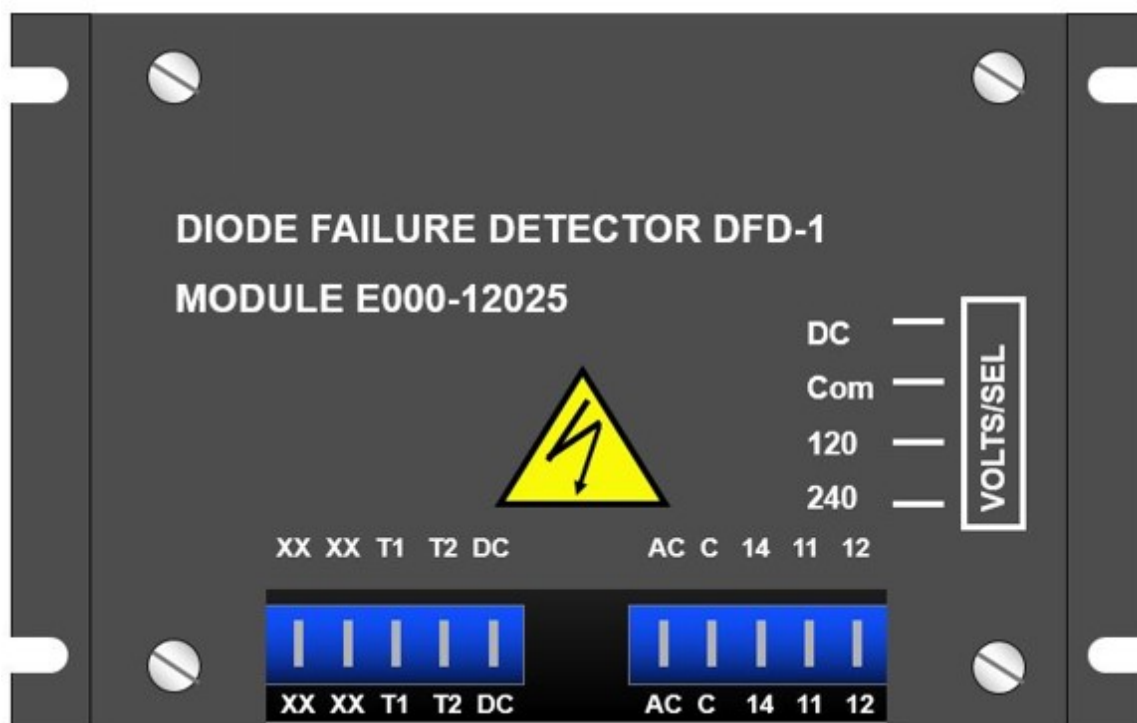 DIODE FAILURE DETECTOR DFD-1
MODULE E000-12025
DC
Com
120
240
VOLTS/SEL
XX XX T1 T2 DC
AC C 14 11 12
XX XX T1 T2 DC
AC C 14 11 12